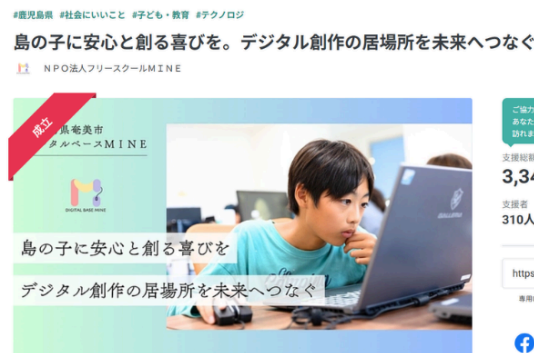 #鹿児島県 #社会にいいこと #子ども・教育 #テクノロジ
島の子に安心と創る喜びを。デジタル創作の居場所を未来へつなぐ
NPO法人フリースクールMINE
成立
県奄美市
タルベースMINE
DIGITAL BASE MINE
島の子に安心と創る喜びを
デジタル創作の居場所を未来へつなぐ
ご協力
あなた
訪れま
支援総額
3,34
支援者
310人
https
専用